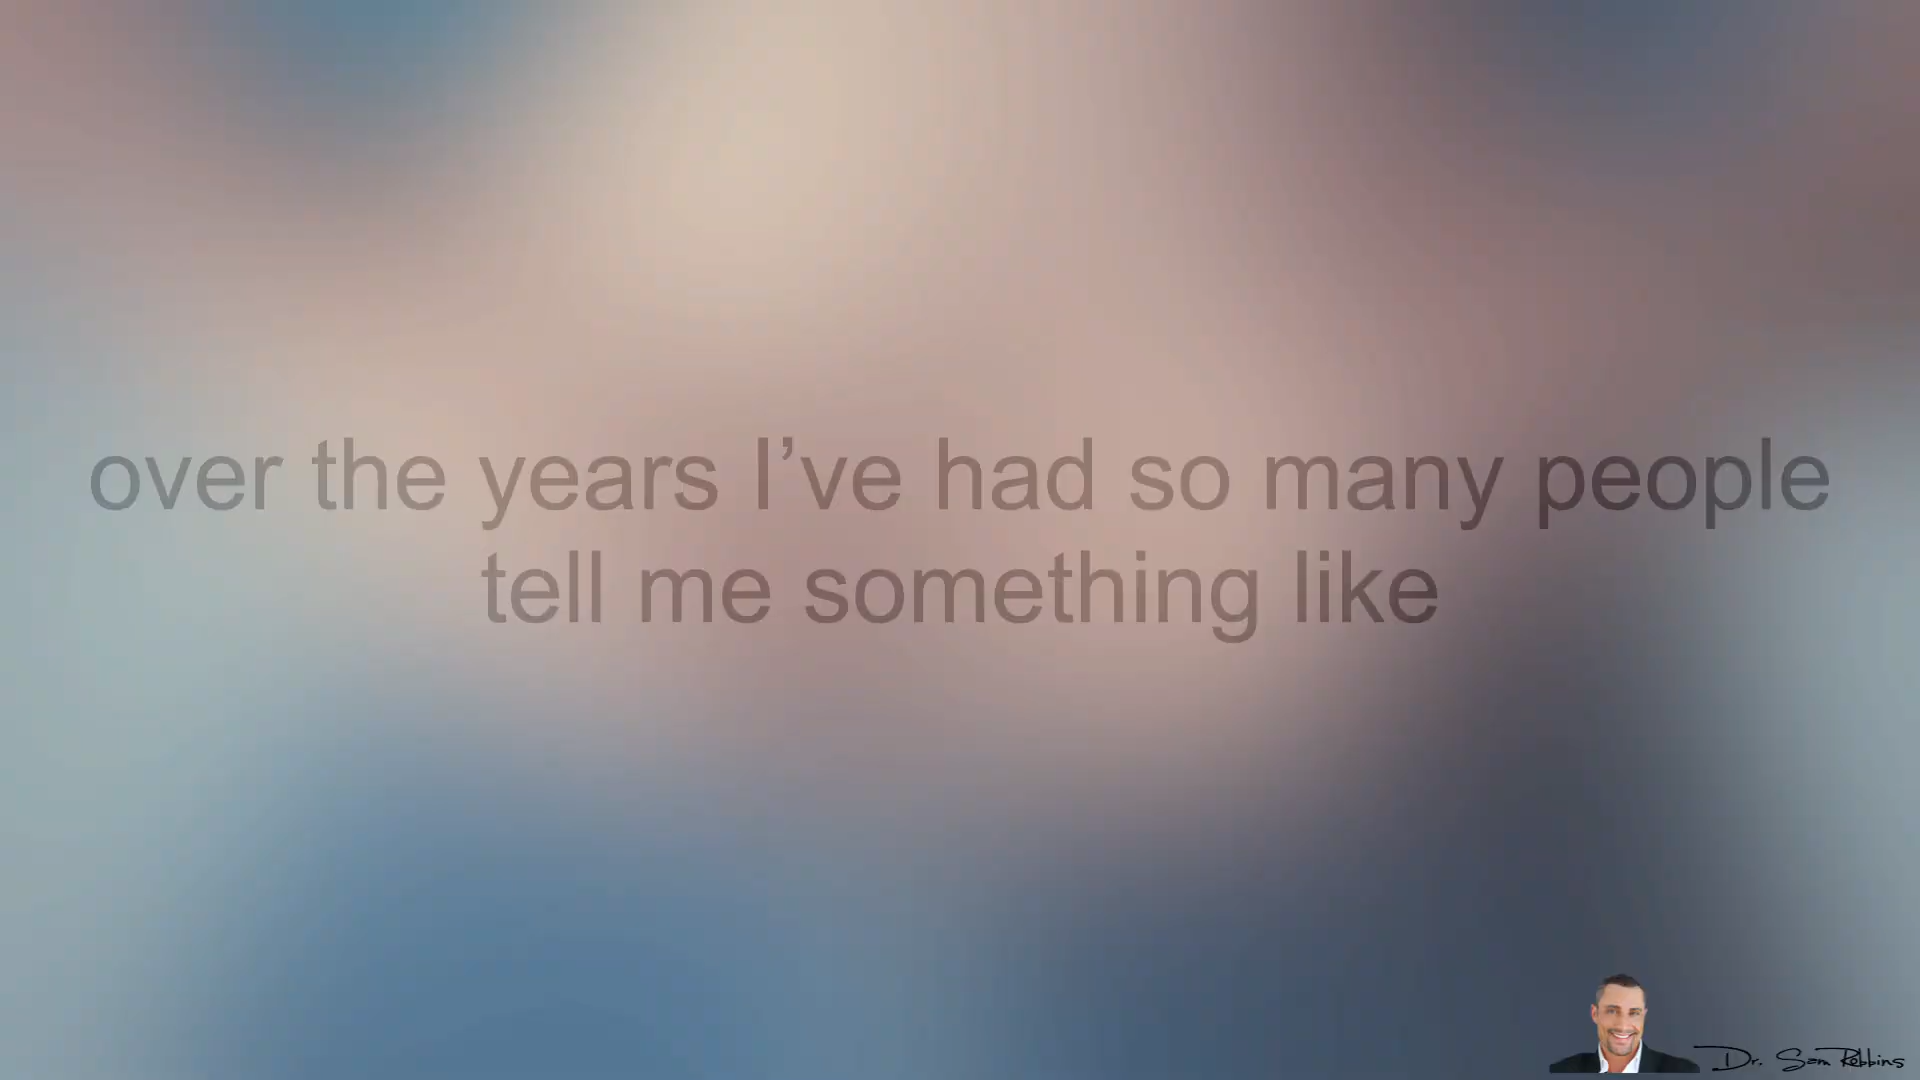 over the years I’ve had so many people
tell me something like
Dr. Sam Robbins